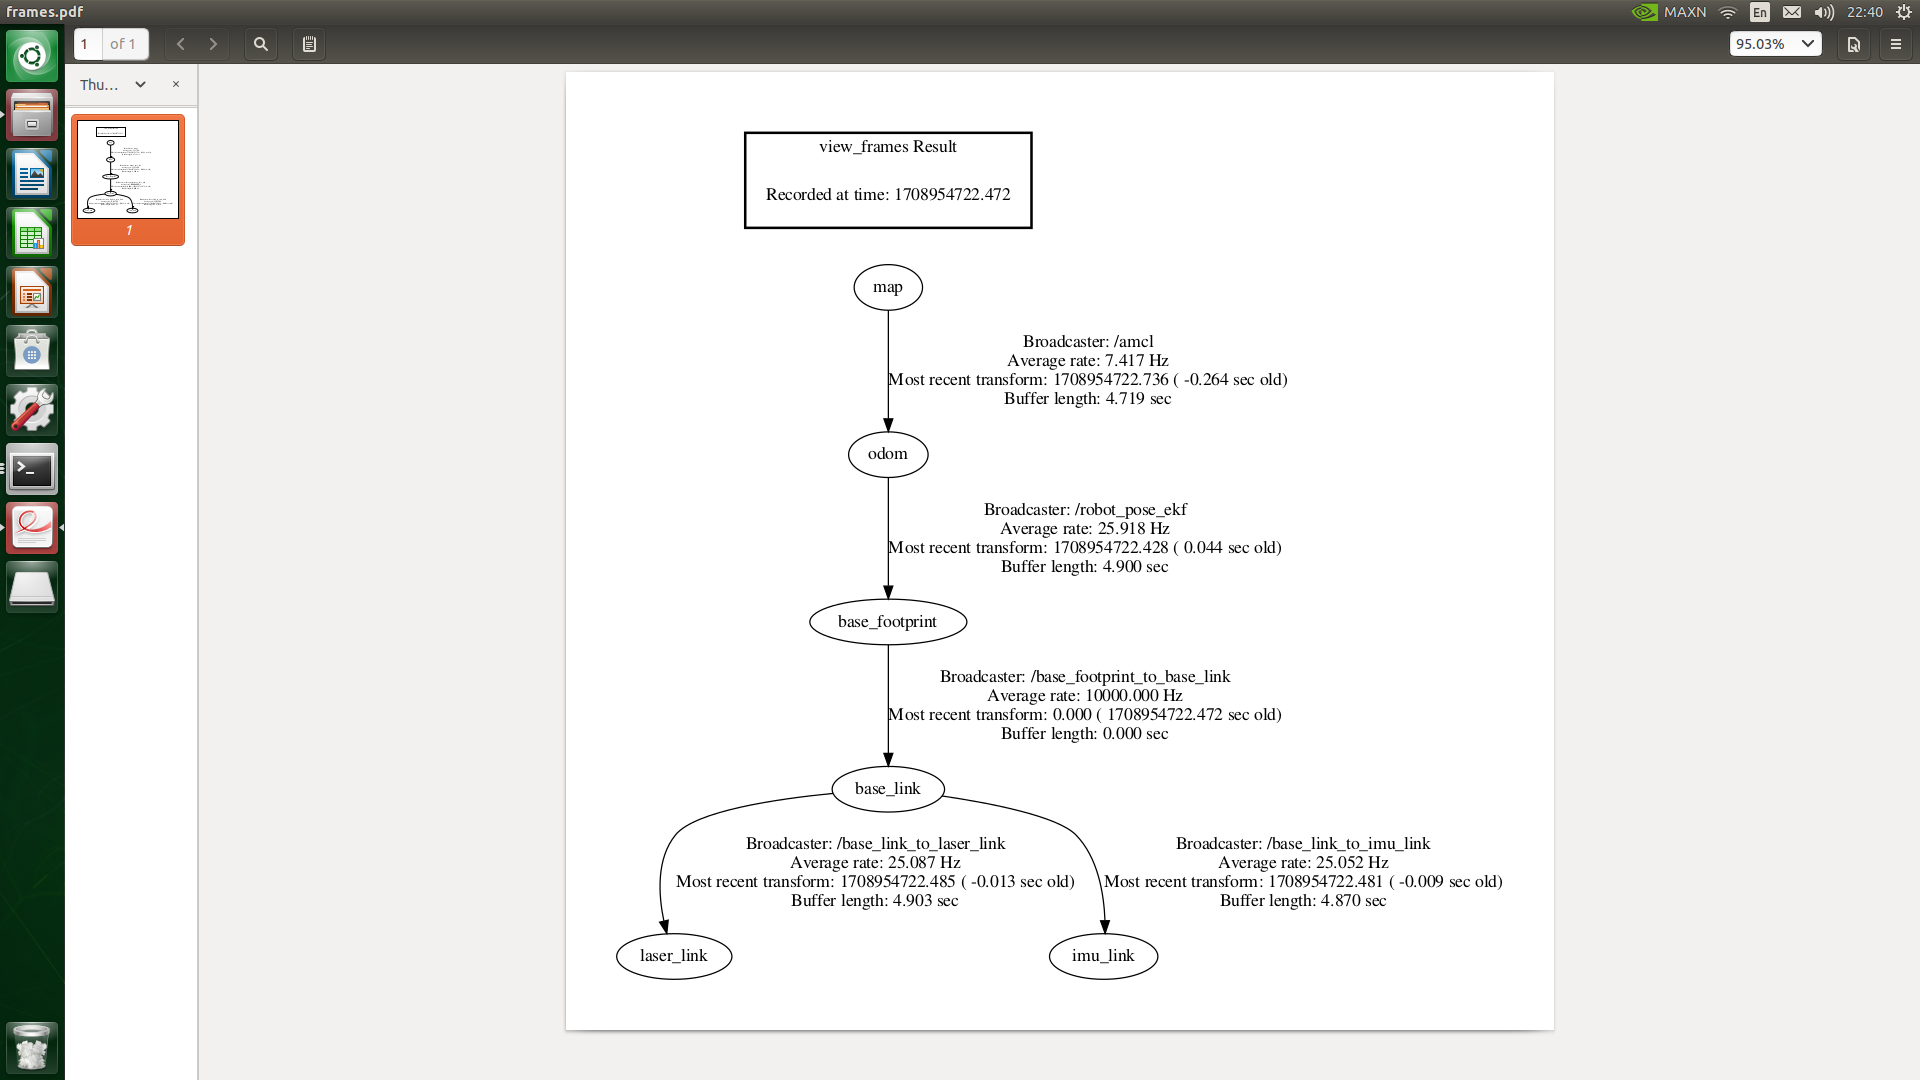 frames.pdf
MAXN
En
22:40
1
of 1
95.03%
Thu...
1
view_frames Result
Recorded at time: 1708954722.472
map
Broadcaster: /amcl
Average rate: 7.417 Hz
Most recent transform: 1708954722.736 ( -0.264 sec old)
Buffer length: 4.719 sec
odom
Broadcaster: /robot_pose_ekf
Average rate: 25.918 Hz
Most recent transform: 1708954722.428 ( 0.044 sec old)
Buffer length: 4.900 sec
base_footprint
Broadcaster: /base_footprint_to_base_link
Average rate: 10000.000 Hz
Most recent transform: 0.000 ( 1708954722.472 sec old)
Buffer length: 0.000 sec
base_link
Broadcaster: /base_link_to_laser_link
Average rate: 25.087 Hz
Most recent transform: 1708954722.485 ( -0.013 sec old)
Buffer length: 4.903 sec
Broadcaster: /base_link_to_imu_link
Average rate: 25.052 Hz
Most recent transform: 1708954722.481 ( -0.009 sec old)
Buffer length: 4.870 sec
laser_link
imu_link